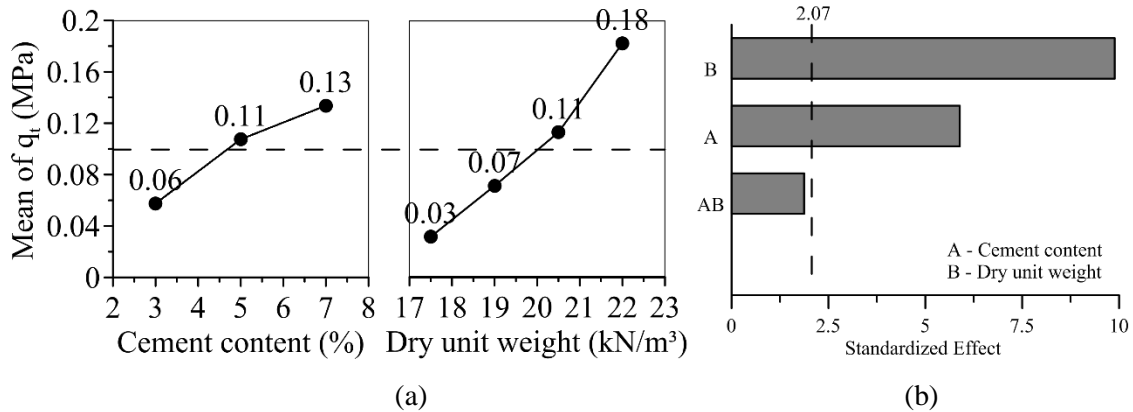 0.2
0.16
0.12
0.08
0.04
0
Mean of qt (MPa)
0.06
0.11
0.13
2 3 4 5 6 7 8
Cement content (%)
0.03
0.07
0.11
0.18
17 18 19 20 21 22 23
Dry unit weight (kN/m³)
(a)
2.07
B
A
AB
A - Cement content
B - Dry unit weight
0 2.5 5 7.5 10
Standardized Effect
(b)